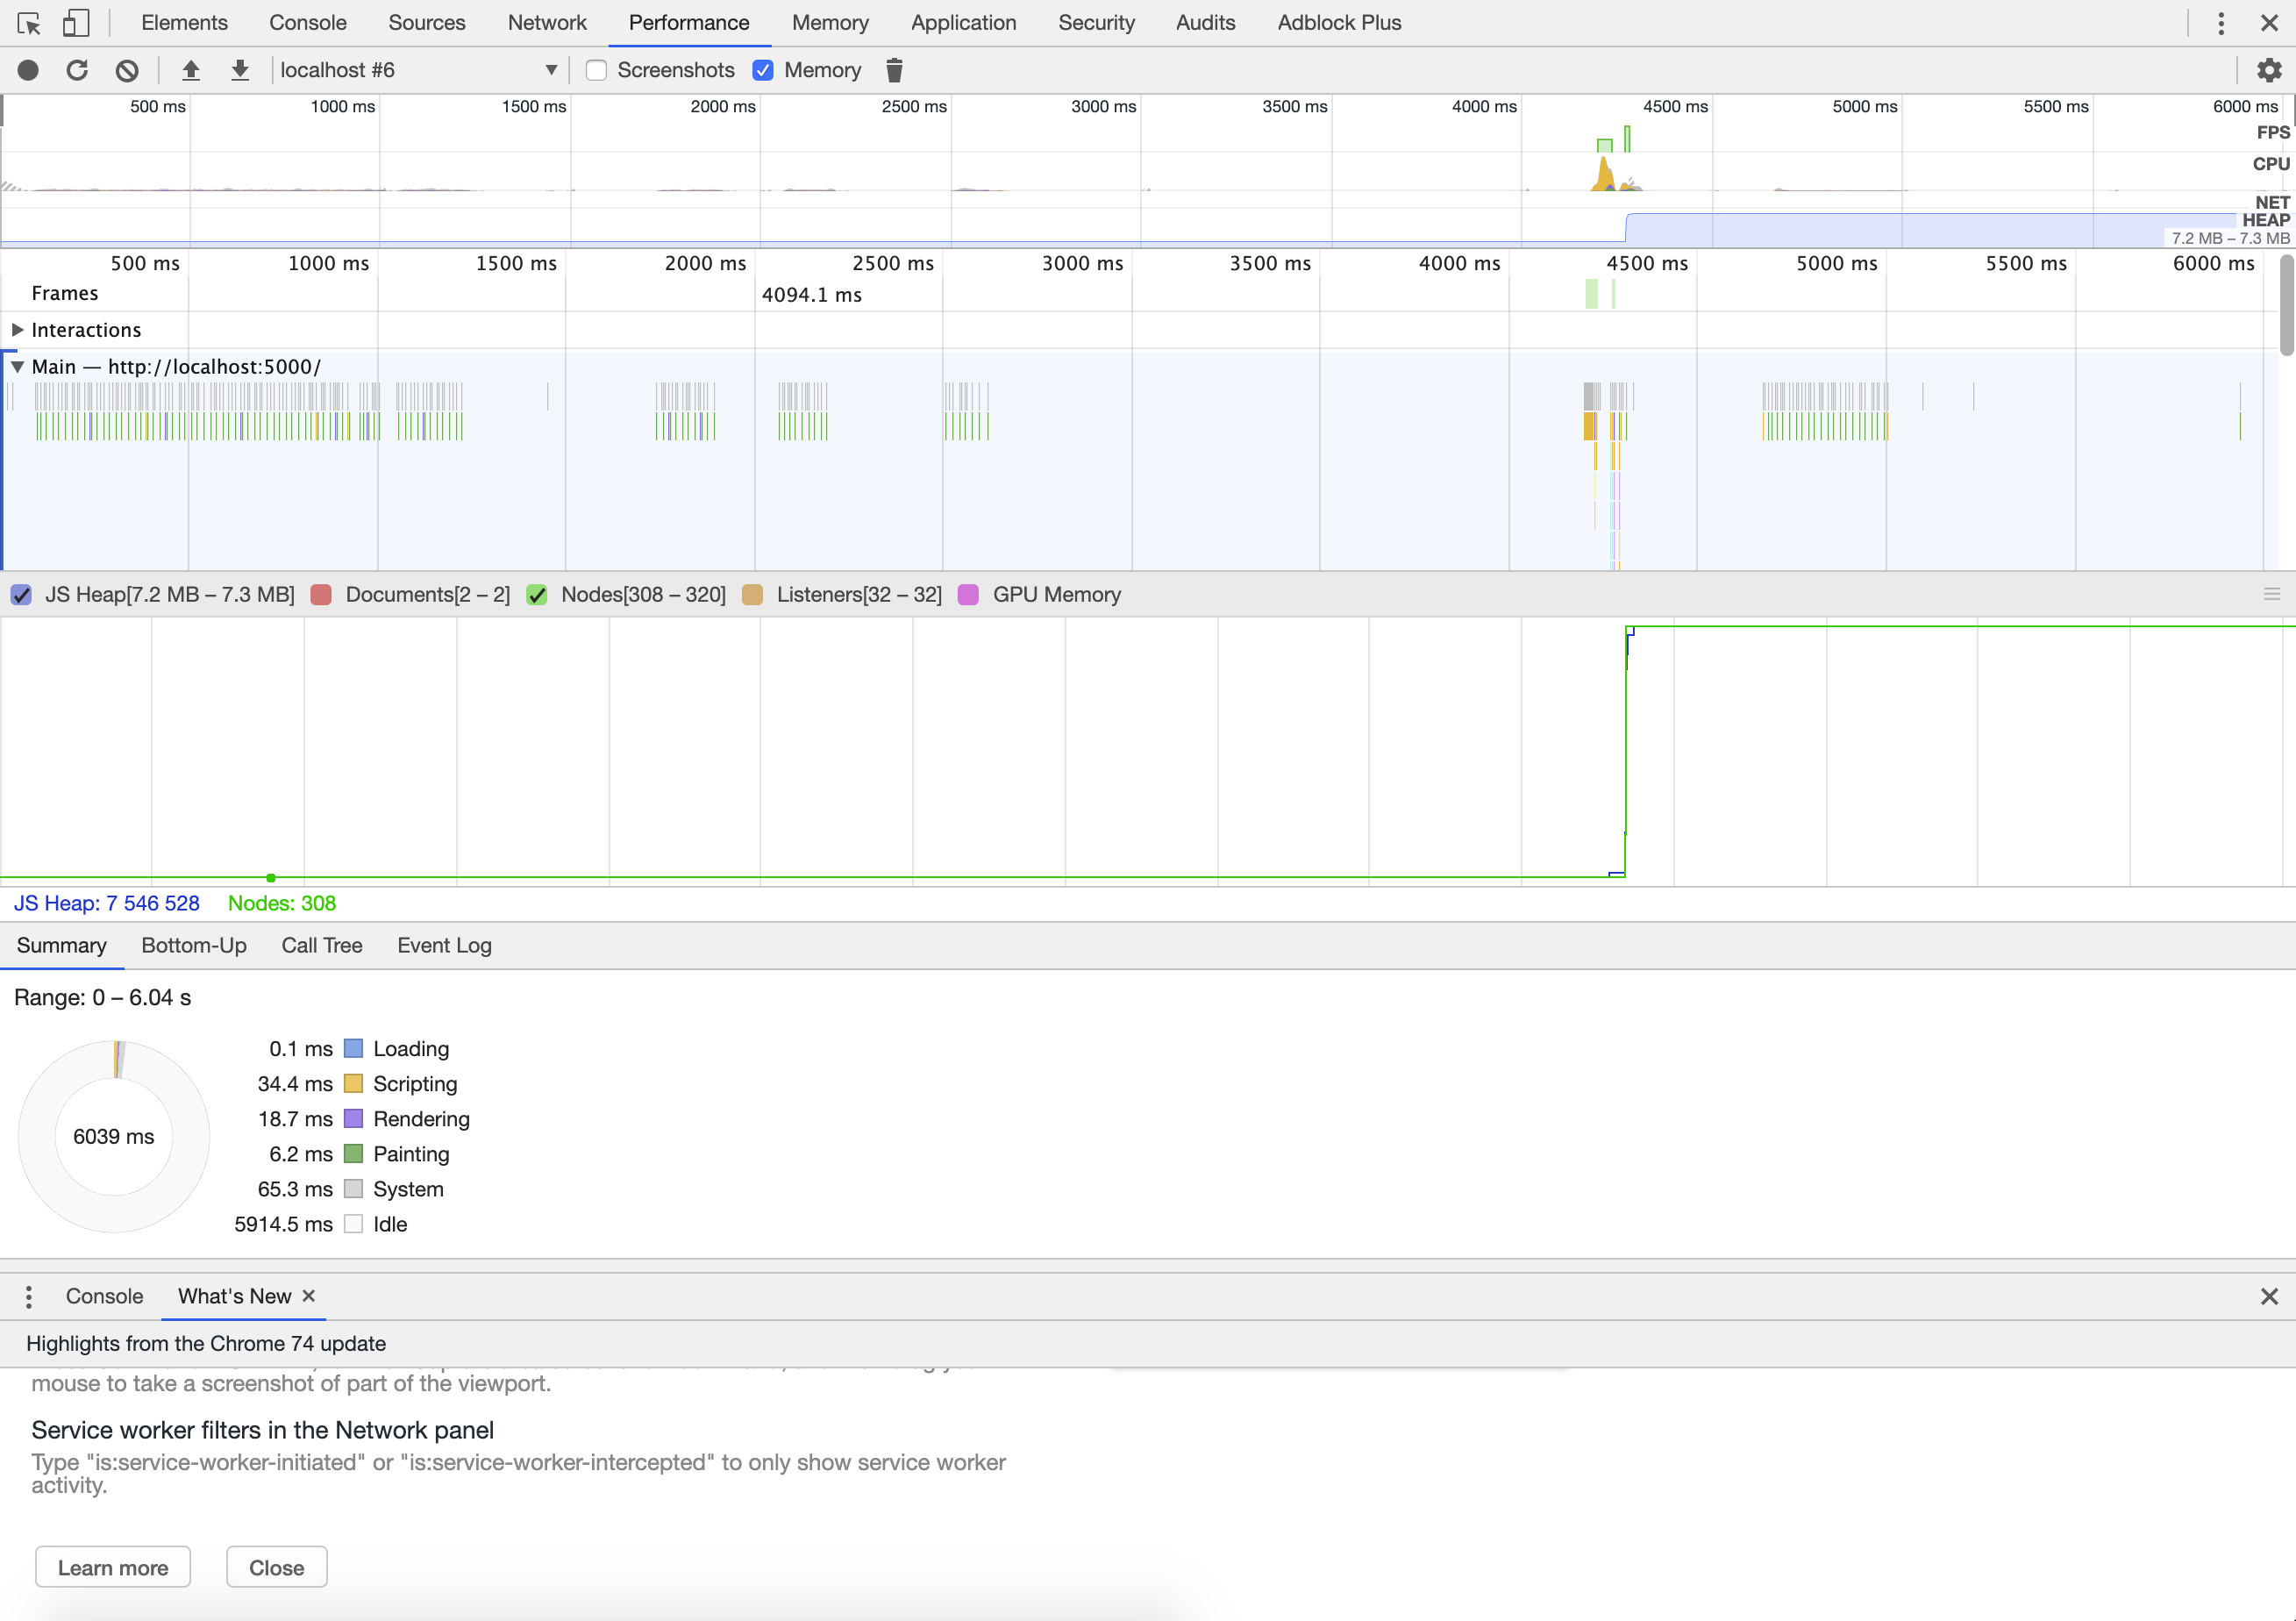 Elements Console Sources Network Performance Memory Application Security Audits Adblock Plus
localhost #6 Screenshots Memory
500 ms 1000 ms 1500 ms 2000 ms 2500 ms 3000 ms 3500 ms 4000 ms 4500 ms 5000 ms 5500 ms 6000 ms
FPS
CPU
NET
HEAP
7.2 MB – 7.3 MB
500 ms 1000 ms 1500 ms 2000 ms 2500 ms 3000 ms 3500 ms 4000 ms 4500 ms 5000 ms 5500 ms 6000 ms
Frames 4094.1 ms
Interactions
Main — http://localhost:5000/
JS Heap[7.2 MB – 7.3 MB] Documents[2 – 2] Nodes[308 – 320] Listeners[32 – 32] GPU Memory
JS Heap: 7 546 528 Nodes: 308
Summary Bottom-Up Call Tree Event Log
Range: 0 – 6.04 s
6039 ms
0.1 ms Loading
34.4 ms Scripting
18.7 ms Rendering
6.2 ms Painting
65.3 ms System
5914.5 ms Idle
Console What's New
Highlights from the Chrome 74 update
mouse to take a screenshot of part of the viewport.
Service worker filters in the Network panel
Type "is:service-worker-initiated" or "is:service-worker-intercepted" to only show service worker
activity.
Learn more Close